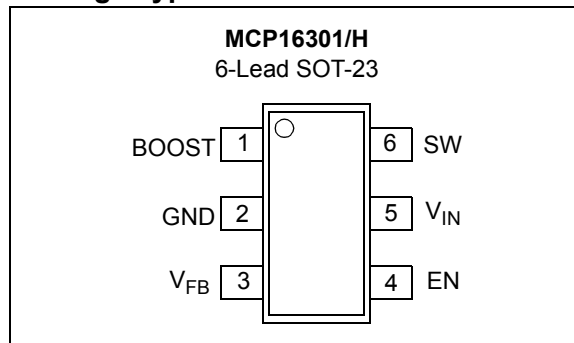 MCP16301/H
6-Lead SOT-23
BOOST 1 6 SW
GND 2 5 VIN
VFB 3 4 EN